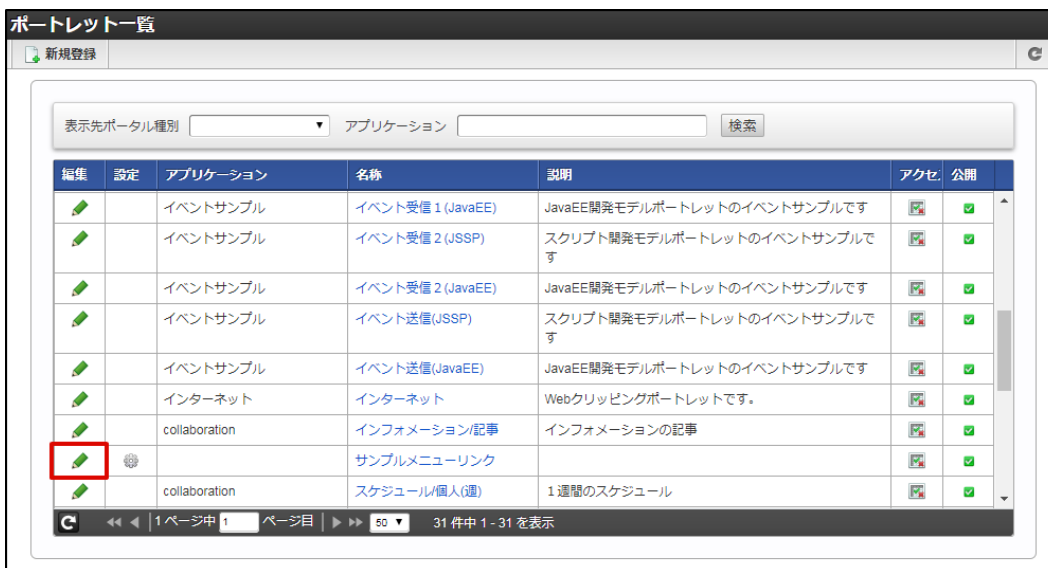 ポートレット一覧
新規登録
表示先ポータル種別 アプリケーション 検索
編集 設定 アプリケーション 名称 説明 アクセ 公開
イベントサンプル イベント受信1(JavaEE) JavaEE開発モデルポートレットのイベントサンプルです
イベントサンプル イベント受信2(JSSP) スクリプト開発モデルポートレットのイベントサンプルで
す
イベントサンプル イベント受信2(JavaEE) JavaEE開発モデルポートレットのイベントサンプルです
イベントサンプル イベント送信(JSSP) スクリプト開発モデルポートレットのイベントサンプルで
す
イベントサンプル イベント送信(JavaEE) JavaEE開発モデルポートレットのイベントサンプルです
インターネット インターネット Webクリッピングポートレットです。
collaboration インフォメーション/記事 インフォメーションの記事
サンプルメニューリンク
collaboration スケジュール/個人(週) 1週間のスケジュール
1ページ中 1 ページ目 50 31 件中 1 - 31 を表示